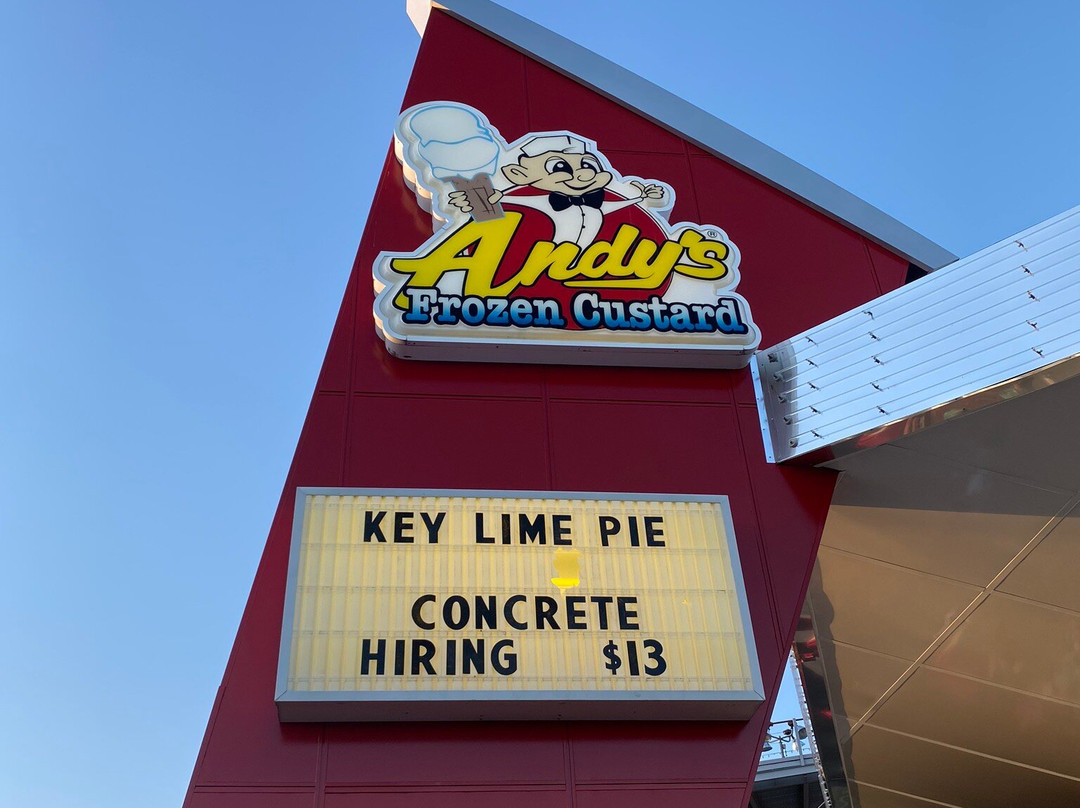 Andy's®
Frozen Custard
KEY LIME PIE
CONCRETE
HIRING $13